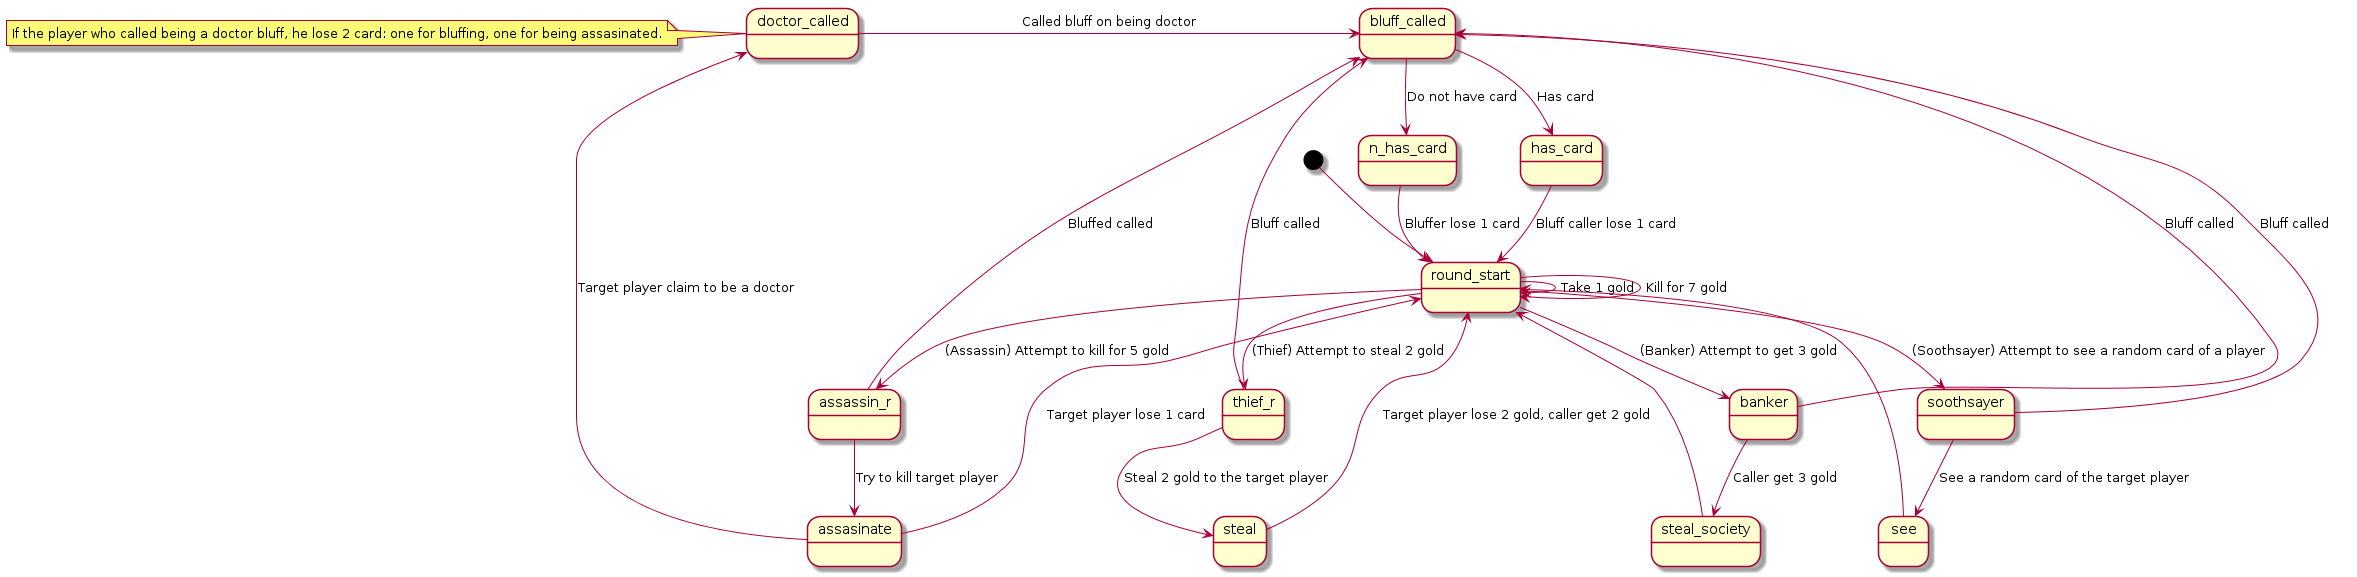 doctor_called
Called bluff on being doctor
bluff_called
If the player who called being a doctor bluff, he lose 2 card: one for bluffing, one for being assasinated.
Do not have card
Has card
n_has_card
has_card
Bluffed called
Bluff called
Bluffer lose 1 card
Bluff caller lose 1 card
Bluff called
Bluff called
round_start
Target player claim to be a doctor
Take 1 gold
Kill for 7 gold
(Assassin) Attempt to kill for 5 gold
(Thief) Attempt to steal 2 gold
(Banker) Attempt to get 3 gold
(Soothsayer) Attempt to see a random card of a player
assassin_r
thief_r
banker
soothsayer
Target player lose 1 card
Target player lose 2 gold, caller get 2 gold
Try to kill target player
Steal 2 gold to the target player
Caller get 3 gold
See a random card of the target player
assasinate
steal
steal_society
see